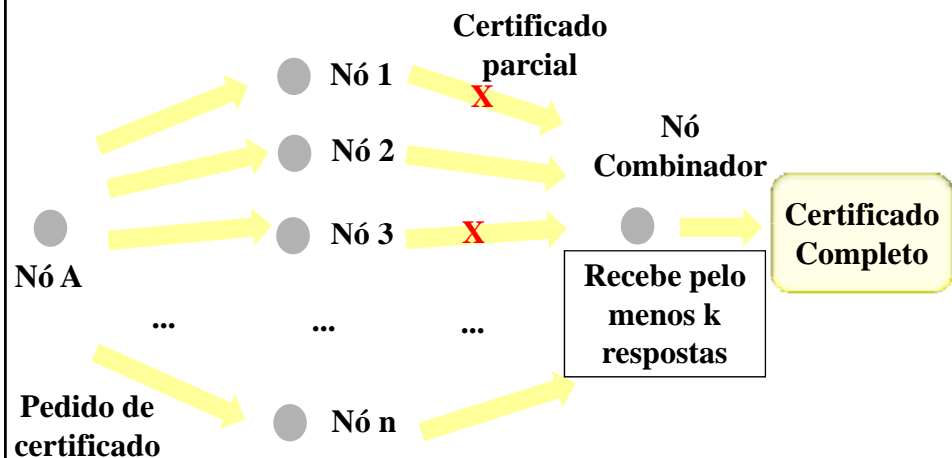 Certificado
parcial
Nó 1
X
Nó
Combinador
Nó 2
Certificado
Completo
Nó 3
X
Nó A
Recebe pelo
menos k
respostas
... ... ...
Pedido de
certificado
Nó n